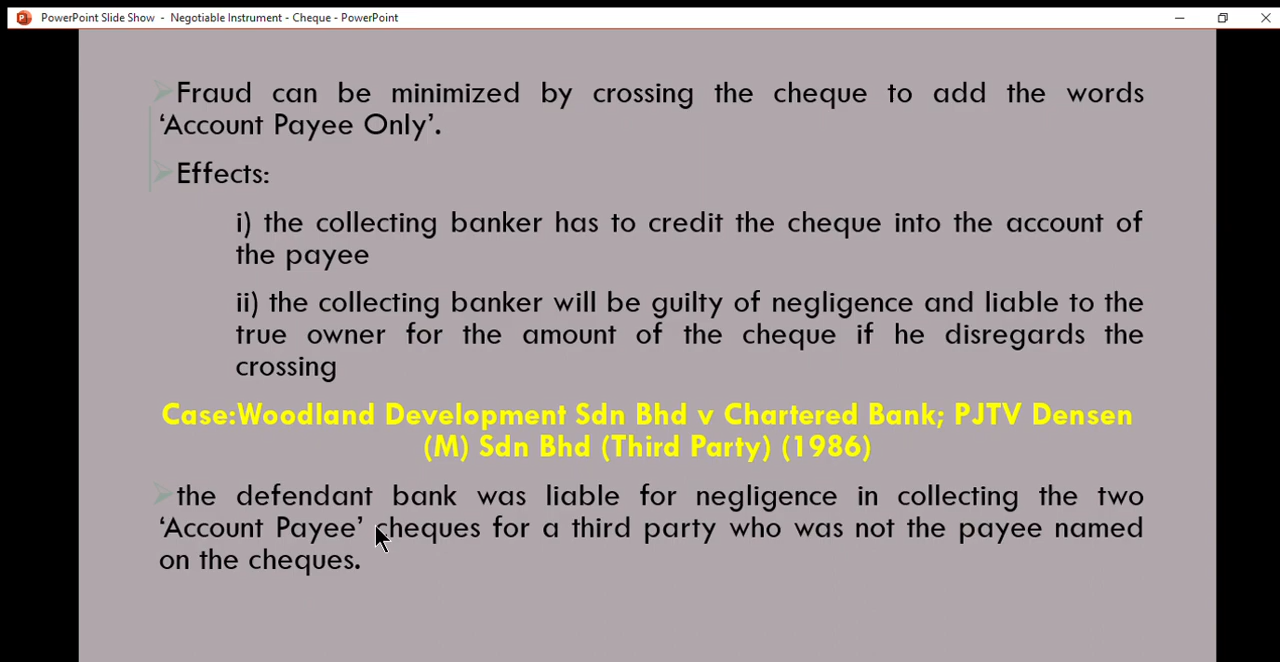 PowerPoint Slide Show - Negotiable Instrument - Cheque - PowerPoint
Fraud can be minimized by crossing the cheque to add the words
‘Account Payee Only’.
Effects:
i) the collecting banker has to credit the cheque into the account of
the payee
ii) the collecting banker will be guilty of negligence and liable to the
true owner for the amount of the cheque if he disregards the
crossing
Case:Woodland Development Sdn Bhd v Chartered Bank; PJTV Densen
(M) Sdn Bhd (Third Party) (1986)
the defendant bank was liable for negligence in collecting the two
‘Account Payee’ cheques for a third party who was not the payee named
on the cheques.